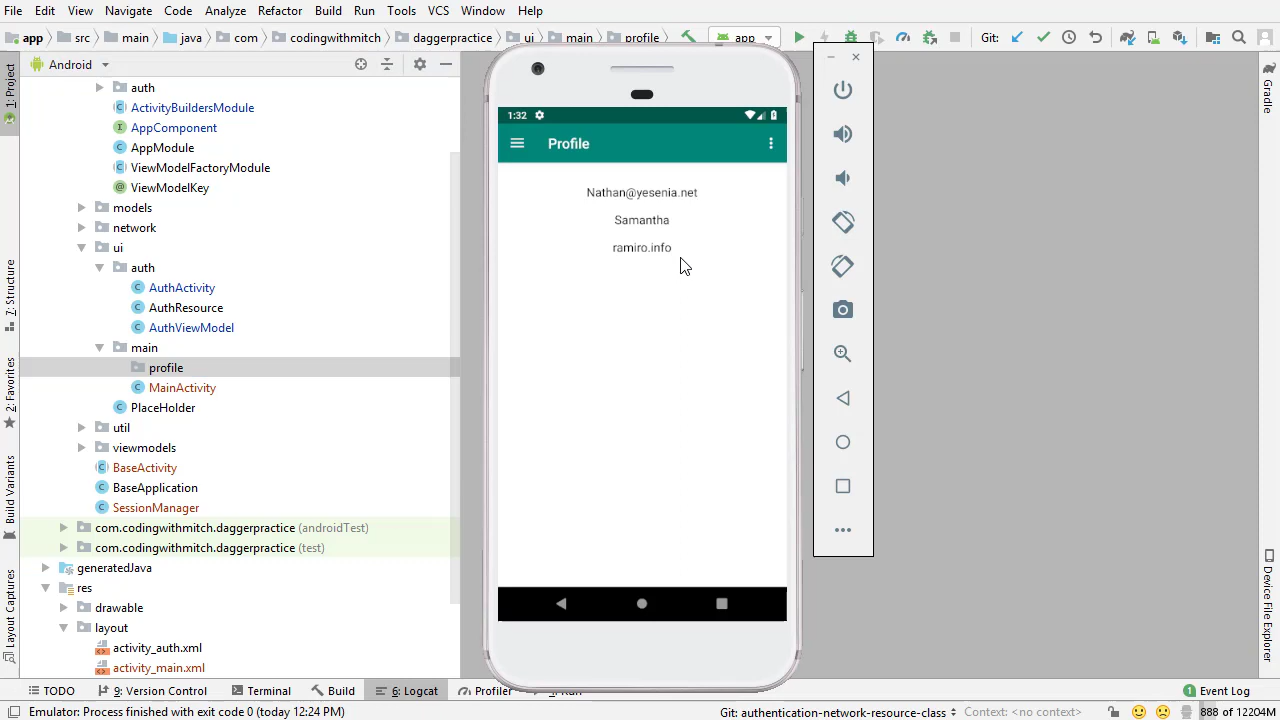 File Edit View Navigate Code Analyze Refactor Build Run Tools VCS Window Help
app src main java com codingwithmitch daggerpractice ui main profile app Git:
1: Project
Android
auth
ActivityBuildersModule
AppComponent
AppModule
ViewModelFactoryModule
ViewModelKey
models
network
ui
auth
AuthActivity
AuthResource
AuthViewModel
main
profile
MainActivity
PlaceHolder
util
viewmodels
BaseActivity
BaseApplication
SessionManager
com.codingwithmitch.daggerpractice (androidTest)
com.codingwithmitch.daggerpractice (test)
generatedJava
res
drawable
layout
activity_auth.xml
activity_main.xml
Z: Structure
2: Favorites
Build Variants
Layout Captures
1:32
Profile
Nathan@yesenia.net
Samantha
ramiro.info
Gradle
Device File Explorer
TODO 9: Version Control Terminal Build 6: Logcat Profiler Event Log
Emulator: Process finished with exit code 0 (today 12:24 PM) Git: authentication-network-resource-class Context: <no context> 888 of 12204M